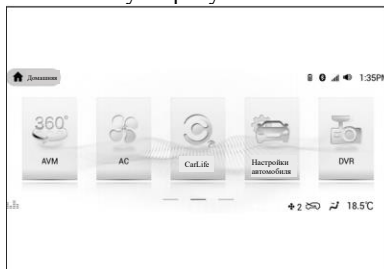 Домашняя
1:35PM
360°
AVM
AC
CarLife
Настройки
автомобиля
DVR
2
18.5°C